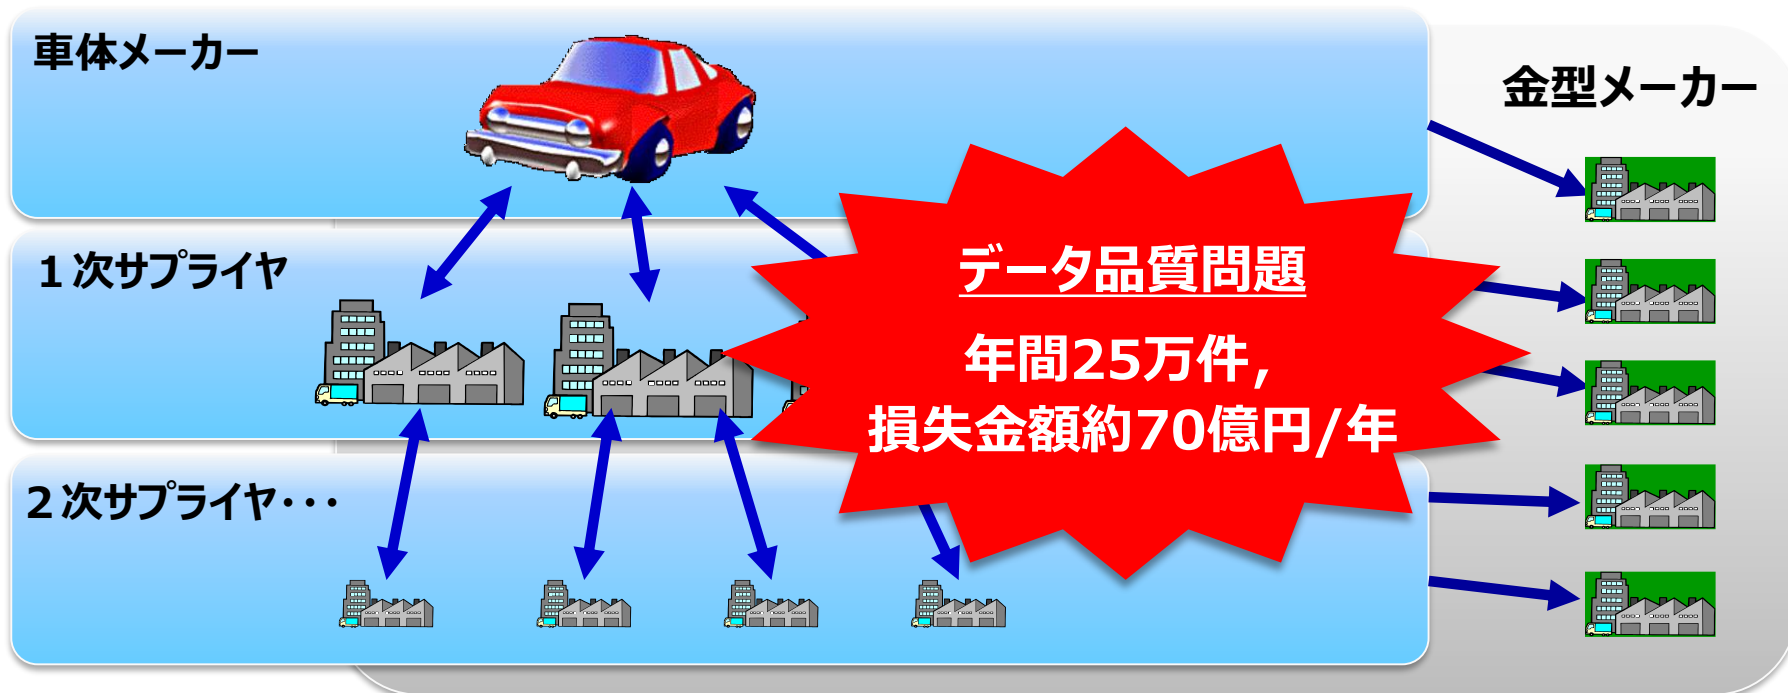 車体メーカー
金型メーカー
１次サプライヤ
データ品質問題
年間25万件,
損失金額約70億円/年
２次サプライヤ･･･